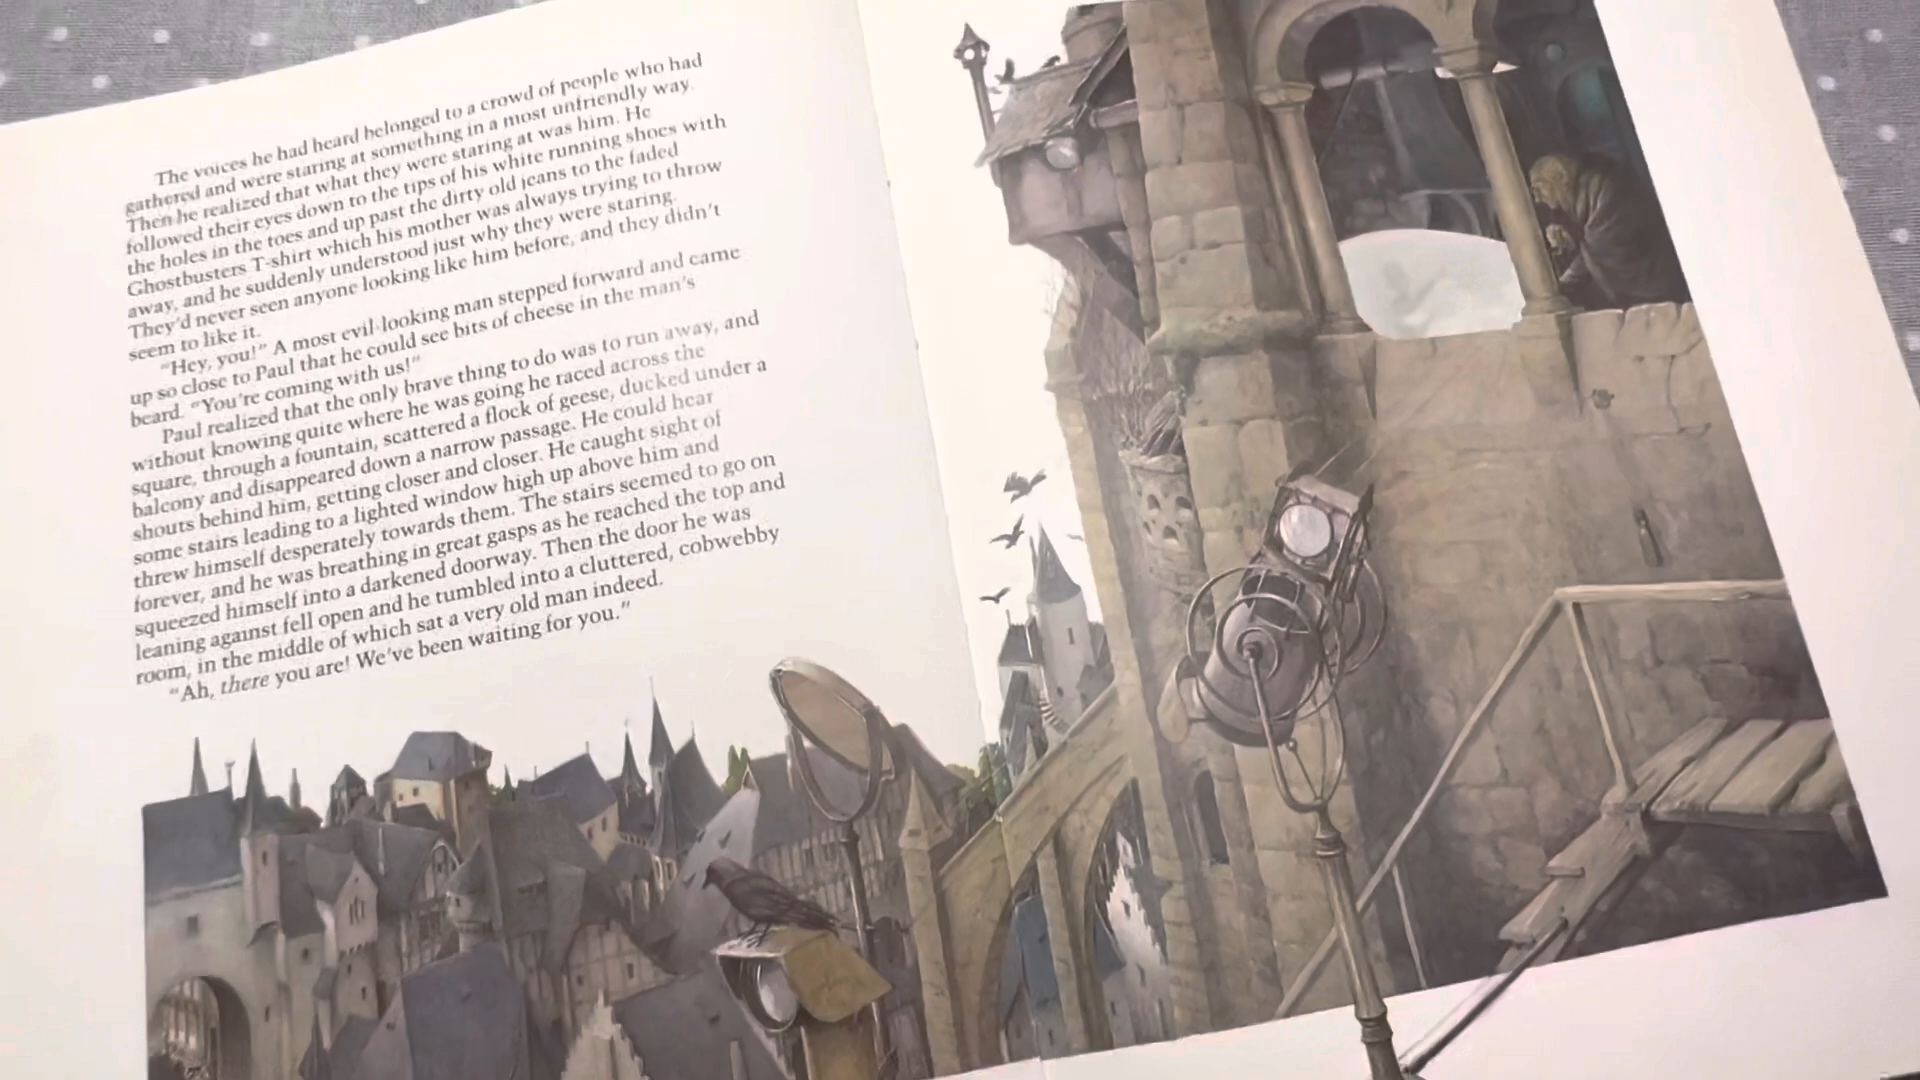 The voices he had heard belonged to a crowd of people who had
gathered and were staring at something in a most unfriendly way.
Then he realized that what they were staring at was him. He
followed their eyes down to the tips of his white running shoes with
the holes in the toes and up past the dirty old jeans to the faded
Ghostbusters T-shirt which his mother was always trying to throw
away, and he suddenly understood just why they were staring.
They'd never seen anyone looking like him before, and they didn't
seem to like it.
"Hey, you!" A most evil-looking man stepped forward and came
up so close to Paul that he could see bits of cheese in the man's
beard. "You're coming with us!"
Paul realized that the only brave thing to do was to run away, and
without knowing quite where he was going he raced across the
square, through a fountain, scattered a flock of geese, ducked under a
balcony and disappeared down a narrow passage. He could hear
shouts behind him, getting closer and closer. He caught sight of
some stairs leading to a lighted window high up above him and
threw himself desperately towards them. The stairs seemed to go on
forever, and he was breathing in great gasps as he reached the top and
squeezed himself into a darkened doorway. Then the door he was
leaning against fell open and he tumbled into a cluttered, cobwebby
room, in the middle of which sat a very old man indeed.
"Ah, there you are! We've been waiting for you."